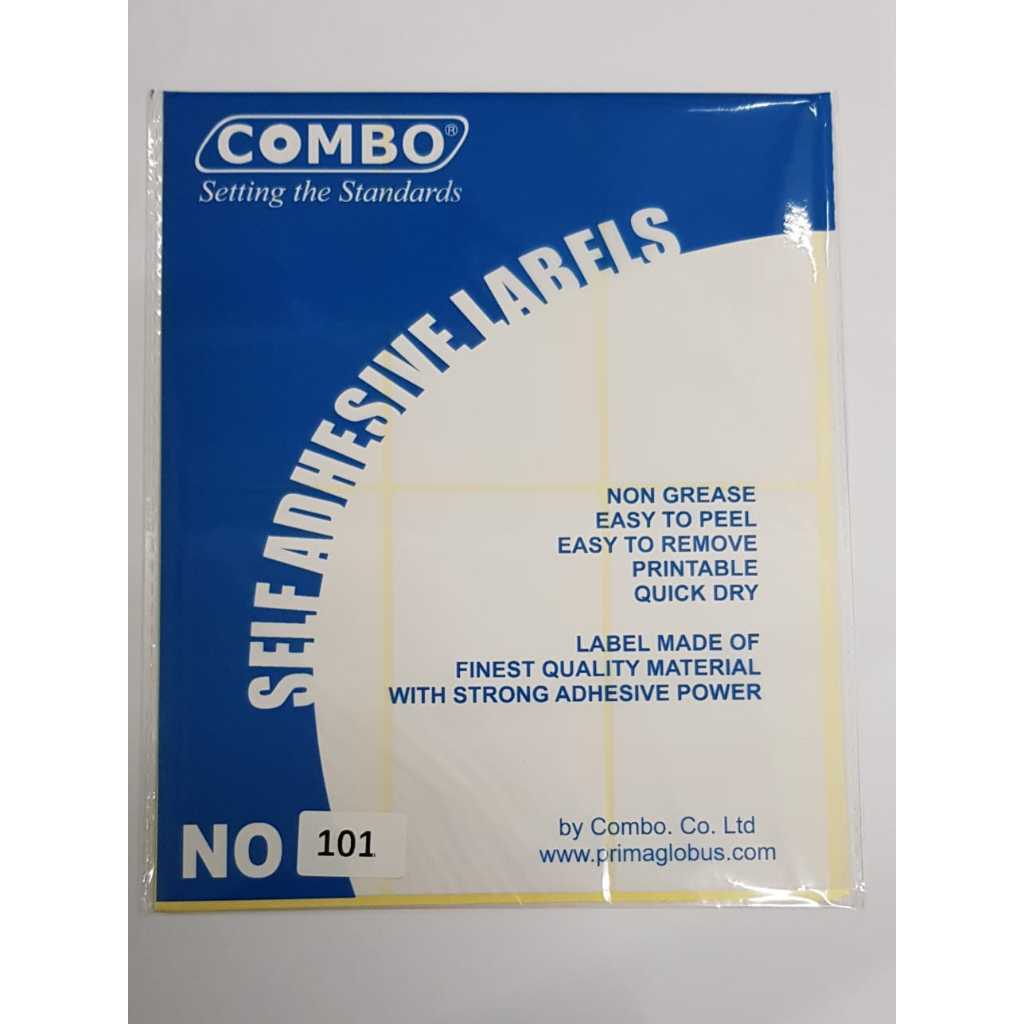 COMBO®
Setting the Standards
SELF ADHESIVE LABELS
NON GREASE
EASY TO PEEL
EASY TO REMOVE
PRINTABLE
QUICK DRY
LABEL MADE OF
FINEST QUALITY MATERIAL
WITH STRONG ADHESIVE POWER
NO 101
by Combo. Co. Ltd
www.primaglobus.com